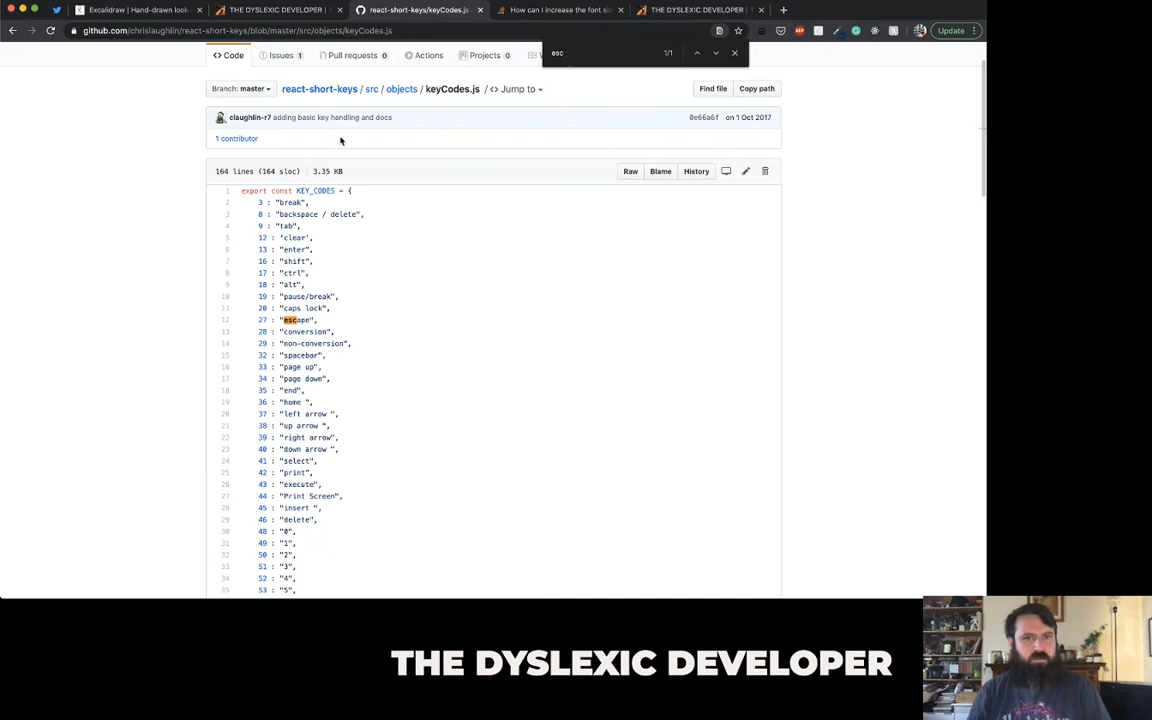 Excalidraw | Hand-drawn look
THE DYSLEXIC DEVELOPER | T
react-short-keys/keyCodes.js a
How can I increase the font siz
THE DYSLEXIC DEVELOPER | T
github.com/chrislaughlin/react-short-keys/blob/master/src/objects/keyCodes.js
Update
esc 1/1
Code Issues 1 Pull requests 0 Actions Projects 0
Branch: master react-short-keys / src / objects / keyCodes.js / <> Jump to Find file Copy path
claughlin-r7 adding basic key handling and docs 0e66a6f on 1 Oct 2017
1 contributor
164 lines (164 sloc) 3.35 KB Raw Blame History
1 export const KEY_CODES = {
2 3 : "break",
3 8 : "backspace / delete",
4 9 : "tab",
5 12 : 'clear',
6 13 : "enter",
7 16 : "shift",
8 17 : "ctrl",
9 18 : "alt",
10 19 : "pause/break",
11 20 : "caps lock",
12 27 : "escape",
13 28 : "conversion",
14 29 : "non-conversion",
15 32 : "spacebar",
16 33 : "page up",
17 34 : "page down",
18 35 : "end",
19 36 : "home ",
20 37 : "left arrow ",
21 38 : "up arrow ",
22 39 : "right arrow",
23 40 : "down arrow ",
24 41 : "select",
25 42 : "print",
26 43 : "execute",
27 44 : "Print Screen",
28 45 : "insert ",
29 46 : "delete",
30 48 : "0",
31 49 : "1",
32 50 : "2",
33 51 : "3",
34 52 : "4",
35 53 : "5",
THE DYSLEXIC DEVELOPER